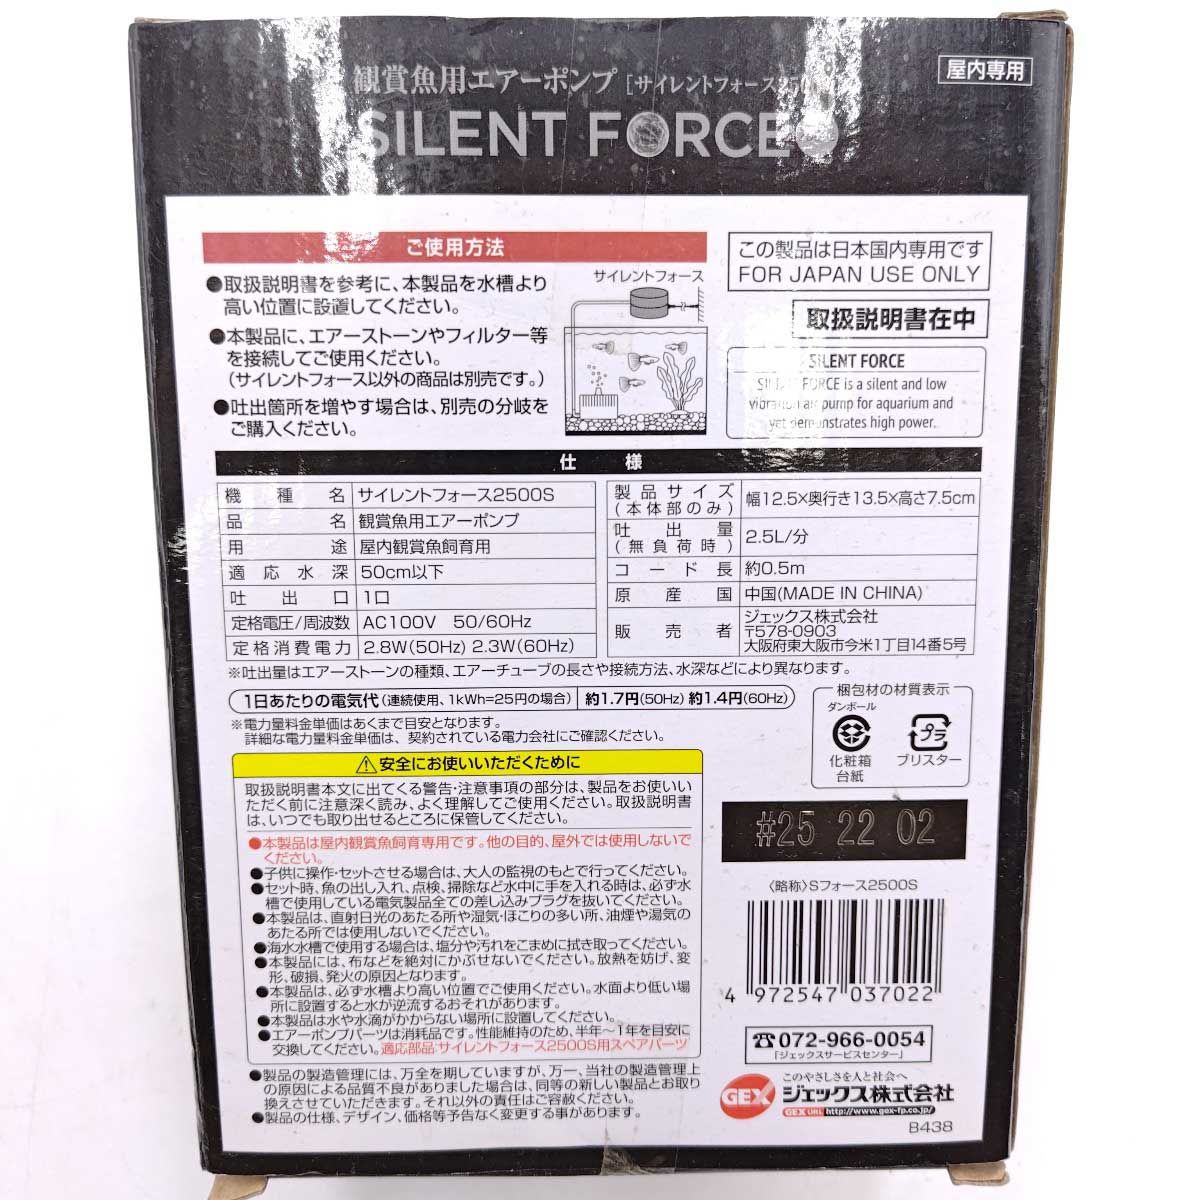 観賞魚用エアーポンプ [サイレントフォース250
屋内専用
SILENT FORCE
ご使用方法
●取扱説明書を参考に、本製品を水槽より
高い位置に設置してください。
●本製品に、エアーストーンやフィルター等
を接続してご使用ください。
(サイレントフォース以外の商品は別売です。)
●吐出箇所を増やす場合は、別売の分岐を
ご購入ください。
サイレントフォース
この製品は日本国内専用です
FOR JAPAN USE ONLY
取扱説明書在中
SILENT FORCE
SILENT FORCE is a silent and low
vibration air pump for aquarium and
yet demonstrates high power.
仕様
機種名 サイレントフォース2500S
品名 観賞魚用エアーポンプ
用途 屋内観賞魚飼育用
適応水深 50cm以下
吐出口 1口
定格電圧/周波数 AC100V 50/60Hz
定格消費電力 2.8W(50Hz) 2.3W(60Hz)
製品サイズ
(本体部のみ) 幅12.5×奥行き13.5×高さ7.5cm
吐出量
(無負荷時) 2.5L/分
コード長 約0.5m
原産国 中国(MADE IN CHINA)
販売者 ジェックス株式会社
〒578-0903
大阪府東大阪市今米1丁目14番5号
※吐出量はエアーストーンの種類、エアーチューブの長さや接続方法、水深などにより異なります。
1日あたりの電気代(連続使用、1kWh=25円の場合) 約1.7円(50Hz) 約1.4円(60Hz)
※電力量料金単価はあくまで目安となります。
詳細な電力量料金単価は、契約されている電力会社にご確認ください。
梱包材の材質表示
ダンボール
化粧箱
台紙
プラ
ブリスター
⚠安全にお使いいただくために
取扱説明書本文に出てくる警告・注意事項の部分は、製品をお使いい
ただく前に注意深く読み、よく理解してご使用ください。取扱説明書
は、いつでも取り出せるところに保管してください。
●本製品は屋内観賞魚飼育専用です。他の目的、屋外では使用しないで
ください。
●子供に操作・セットさせる場合は、大人の監視のもとで行ってください。
●セット時、魚の出し入れ、点検、掃除など水中に手を入れる時は、必ず水
槽で使用している電気製品全ての差し込みプラグを抜いてください。
●本製品は、直射日光のあたる所や湿気・ほこりの多い所、油煙や湯気の
あたる所では使用しないでください。
●海水水槽で使用する場合は、塩分や汚れをこまめに拭き取ってください。
●本製品には、布などを絶対にかぶせないでください。放熱を妨げ、変
形、破損、発火の原因となります。
●本製品は、必ず水槽より高い位置でご使用ください。水面より低い場
所に設置すると水が逆流するおそれがあります。
●本製品は水や水滴がかからない場所に設置してください。
●エアーポンプパーツは消耗品です。性能維持のため、半年〜1年を目安に
交換してください。適応部品:サイレントフォース2500S用スペアパーツ
●製品の製造管理には、万全を期していますが、万一、当社の製造管理上
の原因による品質不良がありました場合は、同等の新しい製品とお取り
換えさせていただきます。それ以外の責任はご容赦ください。
●製品の仕様、デザイン、価格等予告なく変更する事があります。
#25 22 02
〈略称〉Sフォース2500S
4 972547 037022
☎072-966-0054
「ジェックスサービスセンター」
このやさしさを人と社会へ
GEX ジェックス株式会社
GEX URL http://www.gex-fp.co.jp/
B438